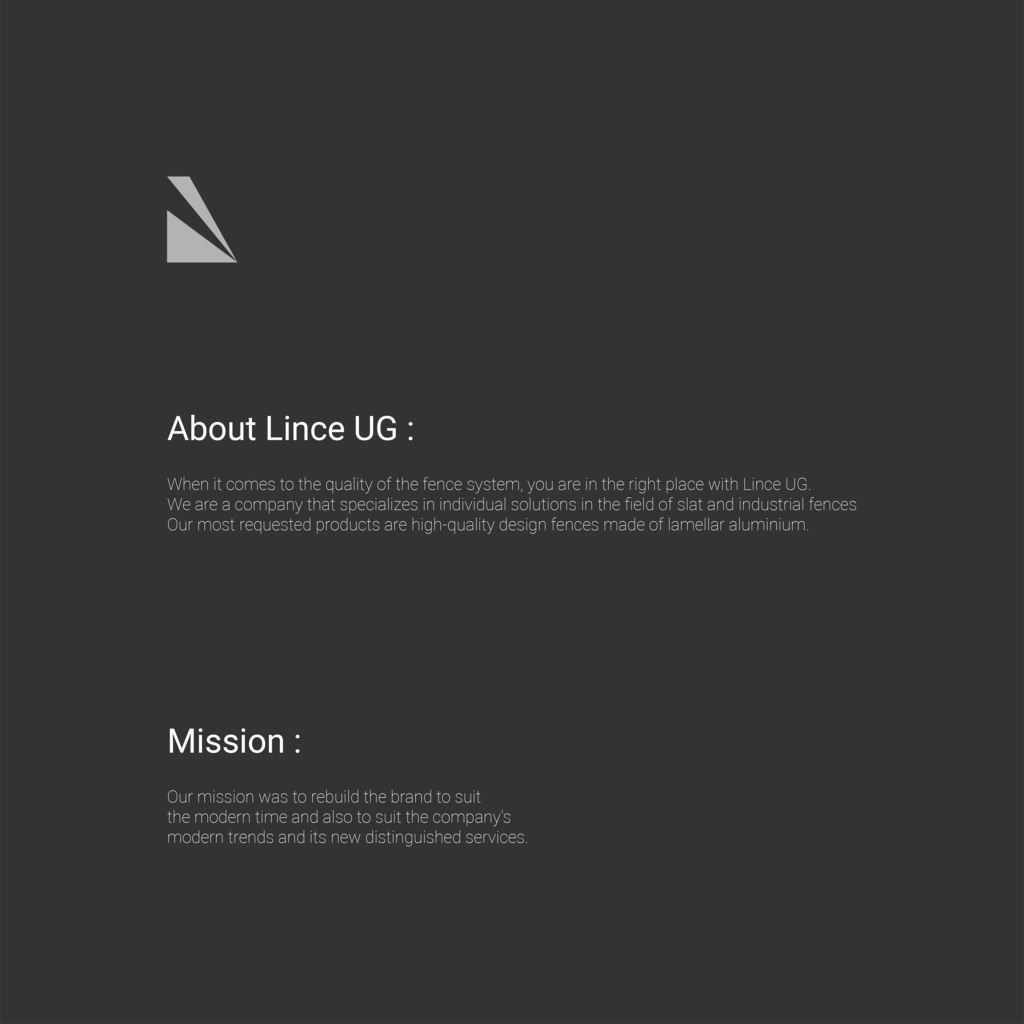 About Lince UG :
When it comes to the quality of the fence system, you are in the right place with Lince UG.
We are a company that specializes in individual solutions in the field of slat and industrial fences
Our most requested products are high-quality design fences made of lamellar aluminium.
Mission :
Our mission was to rebuild the brand to suit
the modern time and also to suit the company's
modern trends and its new distinguished services.